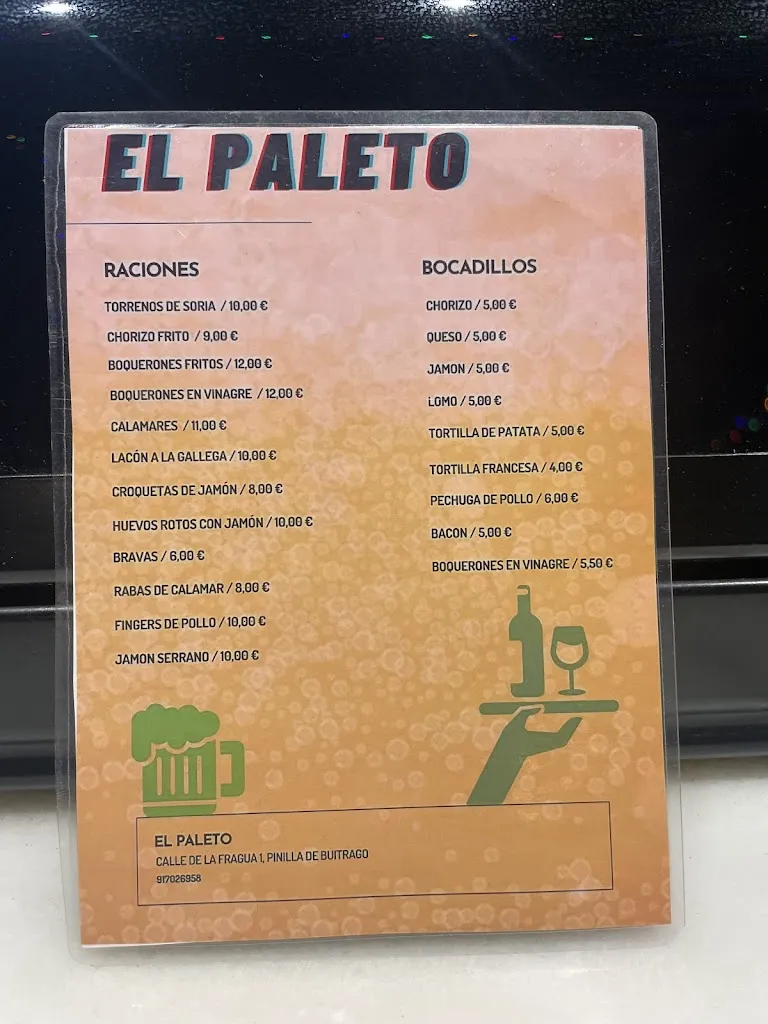 EL PALETO
RACIONES
TORRENOS DE SORIA / 10,00 €
CHORIZO FRITO / 9,00 €
BOQUERONES FRITOS / 12,00 €
BOQUERONES EN VINAGRE / 12,00 €
CALAMARES / 11,00 €
LACÓN A LA GALLEGA / 10,00 €
CROQUETAS DE JAMÓN / 8,00 €
HUEVOS ROTOS CON JAMÓN / 10,00 €
BRAVAS / 6,00 €
RABAS DE CALAMAR / 8,00 €
FINGERS DE POLLO / 10,00 €
JAMON SERRANO / 10,00 €
BOCADILLOS
CHORIZO / 5,00 €
QUESO / 5,00 €
JAMON / 5,00 €
LOMO / 5,00 €
TORTILLA DE PATATA / 5,00 €
TORTILLA FRANCESA / 4,00 €
PECHUGA DE POLLO / 6,00 €
BACON / 5,00 €
BOQUERONES EN VINAGRE / 5,50 €
EL PALETO
CALLE DE LA FRAGUA 1, PINILLA DE BUITRAGO
917026958